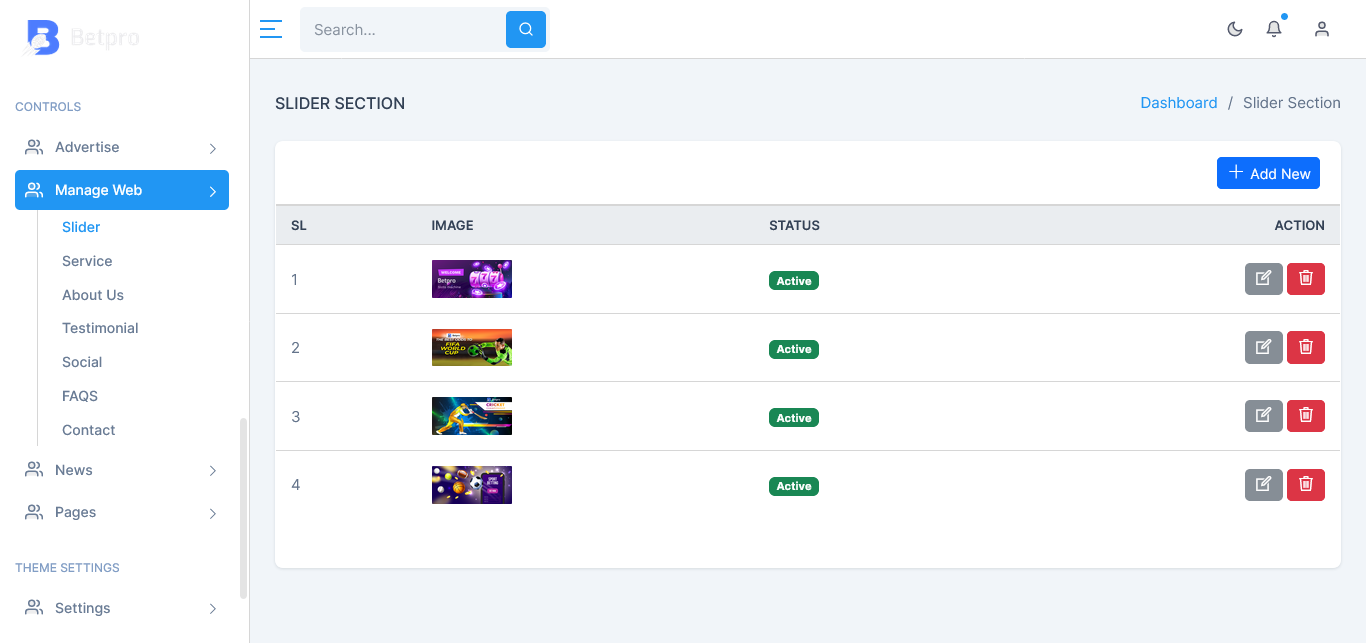 Betpro
Search...
CONTROLS
Advertise
Manage Web
Slider
Service
About Us
Testimonial
Social
FAQS
Contact
News
Pages
THEME SETTINGS
Settings
SLIDER SECTION
Dashboard / Slider Section
Add New
SL IMAGE STATUS ACTION
1 Active
WELCOME
Betpro
2 Active
FIFA
WORLD
CUP
3 Active
CRICKET
4 Active